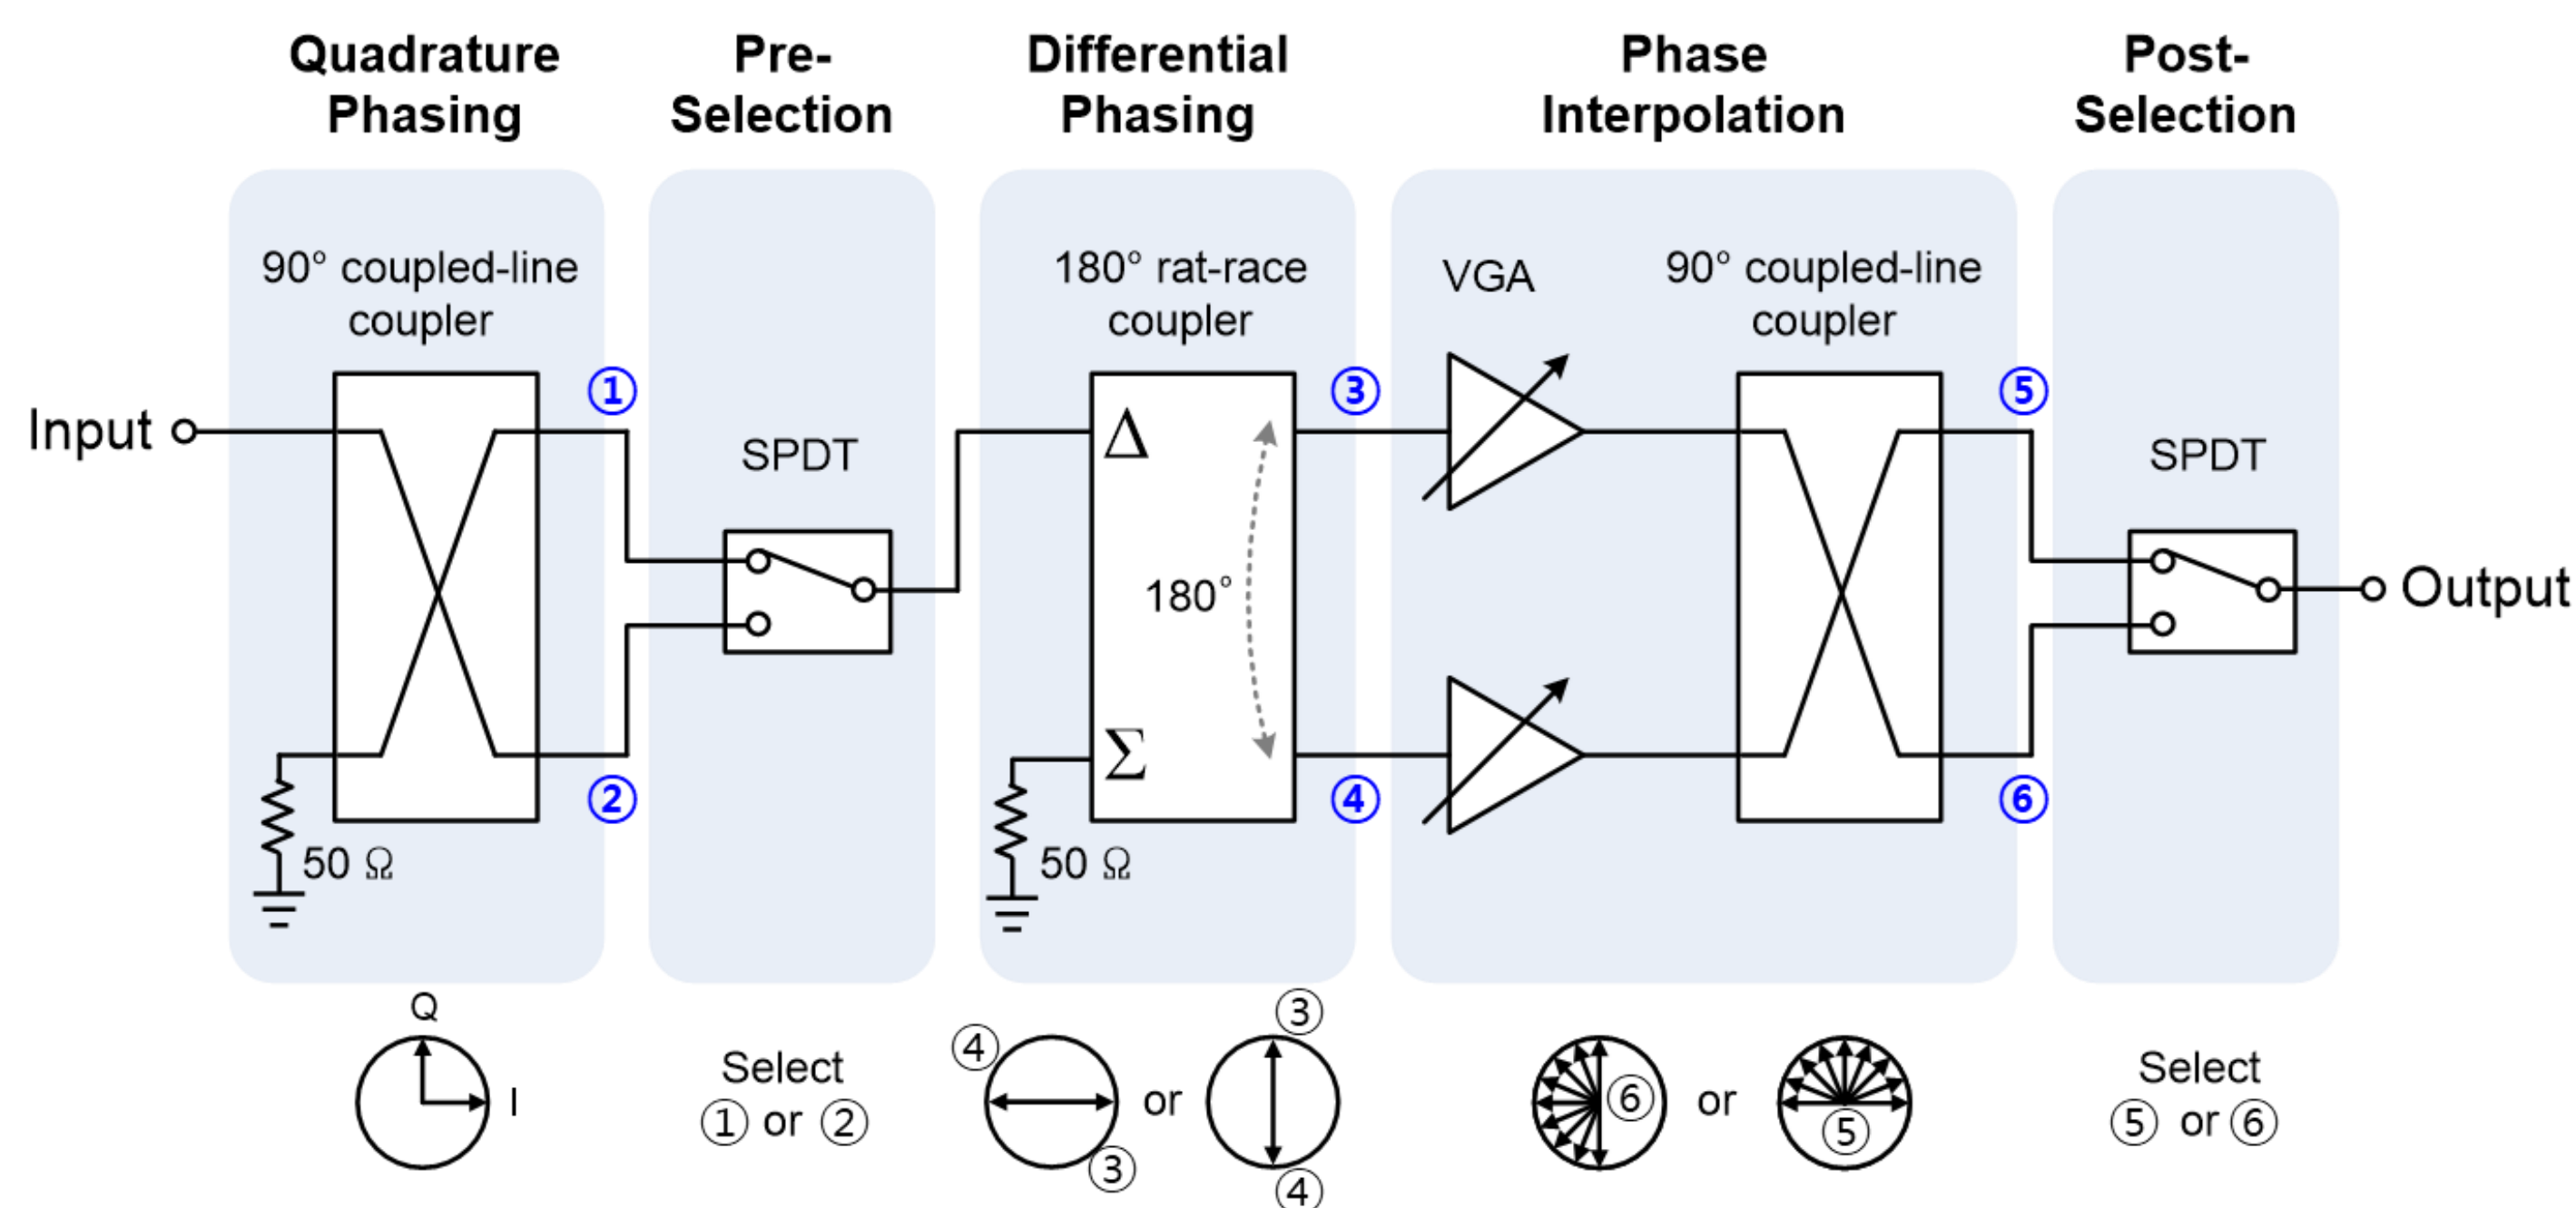 Quadrature
Phasing
Pre-
Selection
Differential
Phasing
Phase
Interpolation
Post-
Selection
90° coupled-line
coupler
180° rat-race
coupler
VGA
90° coupled-line
coupler
①
③
⑤
Input
Δ
SPDT
SPDT
180°
Output
Σ
②
④
⑥
50 Ω
50 Ω
Q
I
Select
① or ②
④
③
or
③
④
⑥
or
⑤
Select
⑤ or ⑥